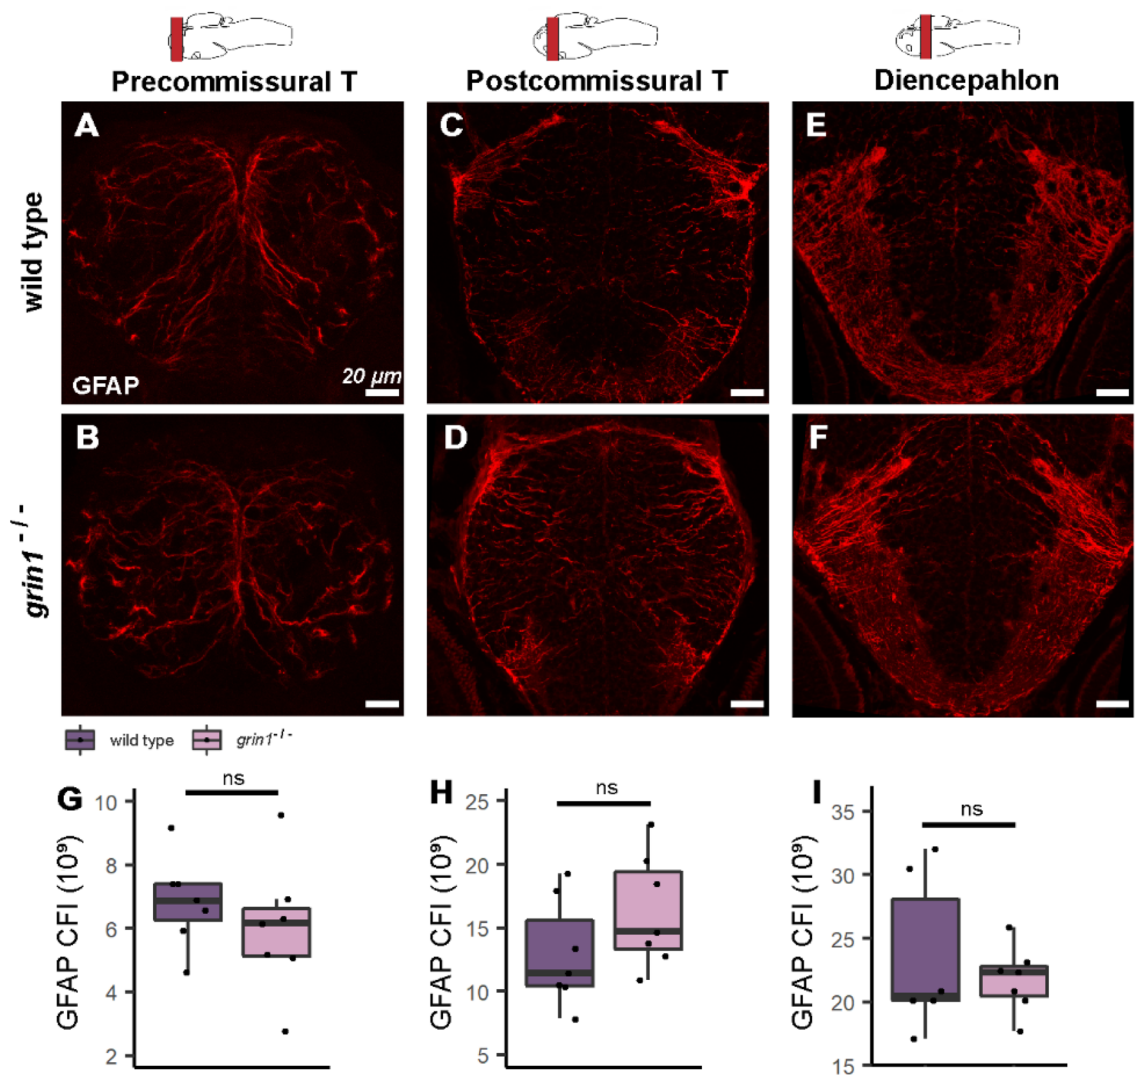 Precommissural T
Postcommissural T
Diencepahlon
wild type
A
GFAP
20 µm
C
E
grin1 -/-
B
D
F
wild type
grin1-/-
G
GFAP CFI (10⁹)
10
8
6
4
2
ns
H
GFAP CFI (10⁹)
25
20
15
10
5
ns
I
GFAP CFI (10⁹)
35
30
25
20
15
ns